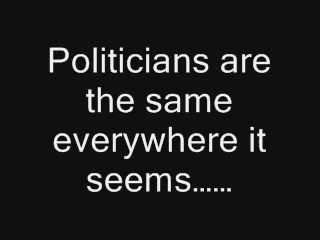 Politicians are
the same
everywhere it
seems......